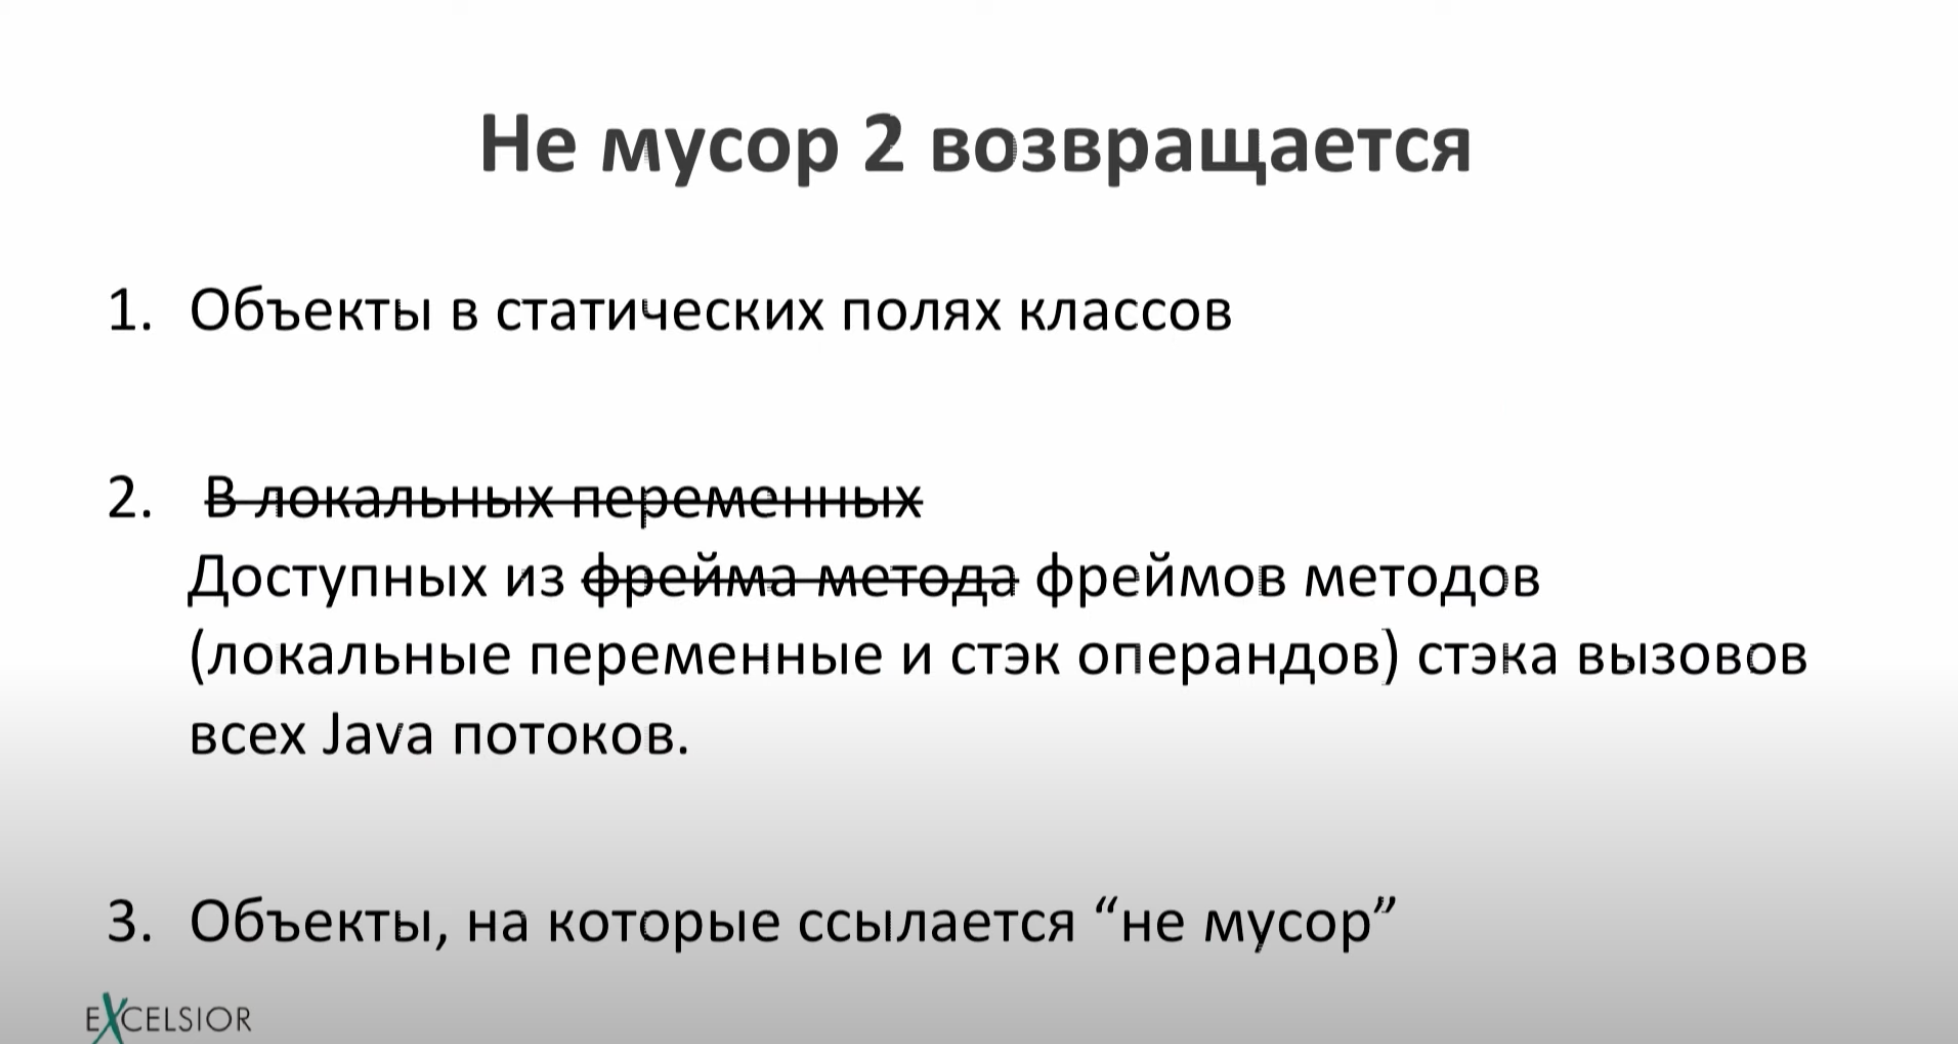 Не мусор 2 возвращается
1. Объекты в статических полях классов
2. В локальных переменных
Доступных из фрейма метода фреймов методов
(локальные переменные и стэк операндов) стэка вызовов
всех Java потоков.
3. Объекты, на которые ссылается “не мусор”
EXCELSIOR